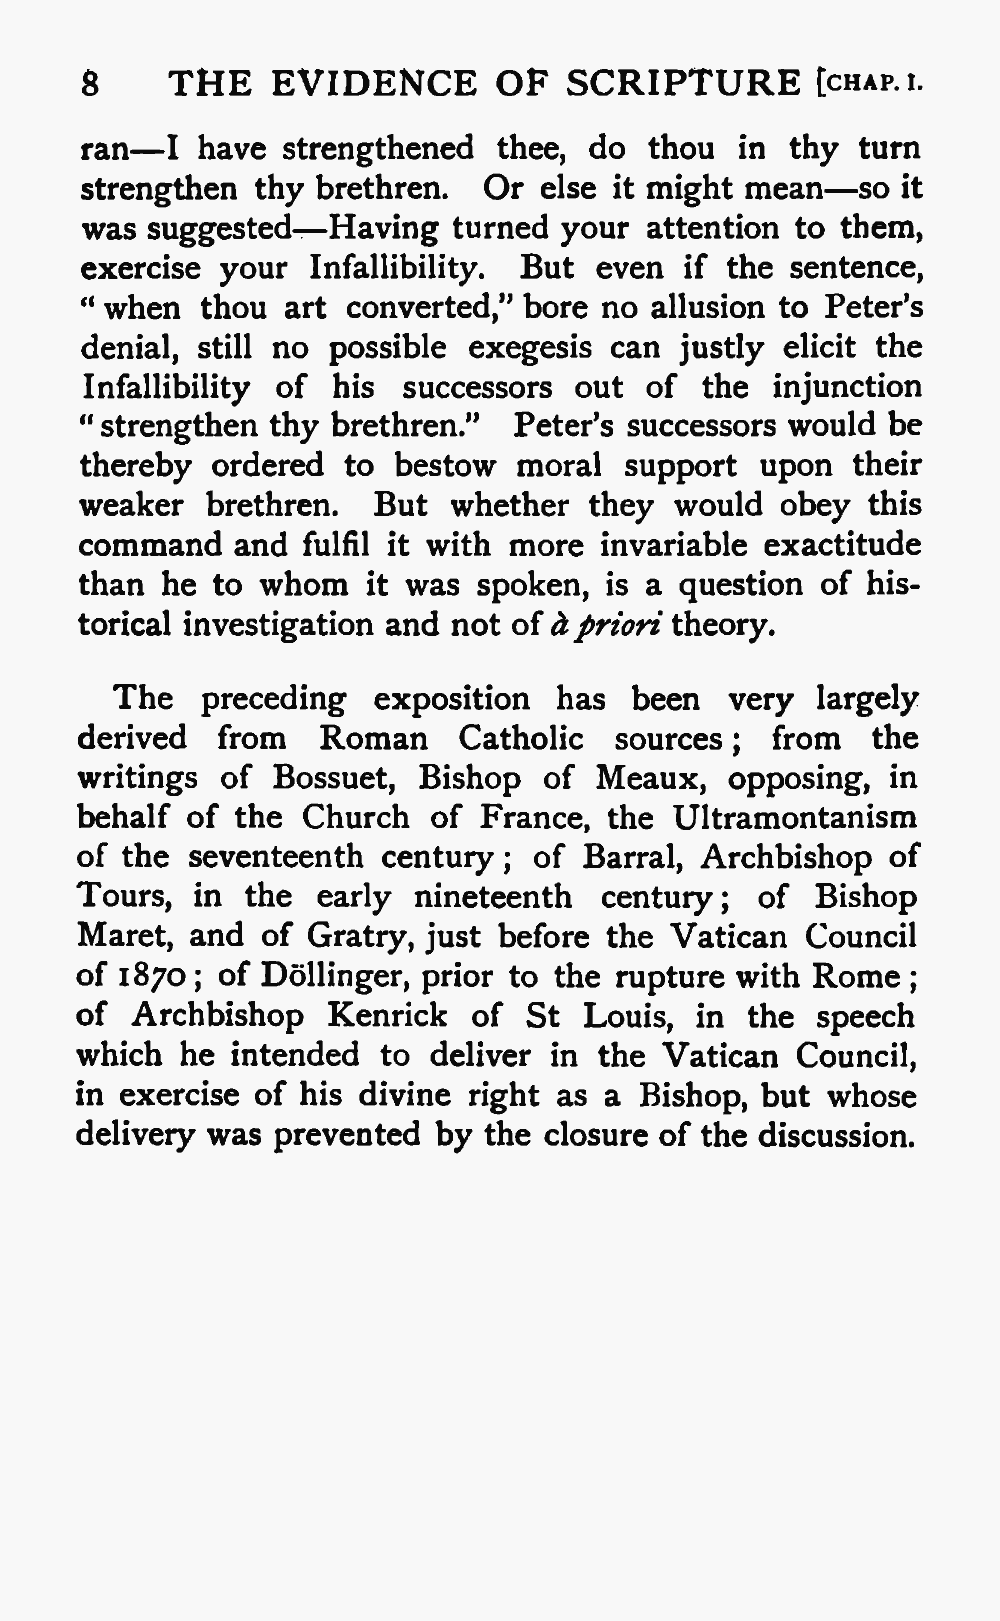 8 THE EVIDENCE OF SCRIPTURE [CHAP. I.
ran—I have strengthened thee, do thou in thy turn
strengthen thy brethren. Or else it might mean—so it
was suggested—Having turned your attention to them,
exercise your Infallibility. But even if the sentence,
“when thou art converted,” bore no allusion to Peter's
denial, still no possible exegesis can justly elicit the
Infallibility of his successors out of the injunction
“strengthen thy brethren.” Peter's successors would be
thereby ordered to bestow moral support upon their
weaker brethren. But whether they would obey this
command and fulfil it with more invariable exactitude
than he to whom it was spoken, is a question of his-
torical investigation and not of à priori theory.
The preceding exposition has been very largely
derived from Roman Catholic sources; from the
writings of Bossuet, Bishop of Meaux, opposing, in
behalf of the Church of France, the Ultramontanism
of the seventeenth century; of Barral, Archbishop of
Tours, in the early nineteenth century; of Bishop
Maret, and of Gratry, just before the Vatican Council
of 1870; of Döllinger, prior to the rupture with Rome;
of Archbishop Kenrick of St Louis, in the speech
which he intended to deliver in the Vatican Council,
in exercise of his divine right as a Bishop, but whose
delivery was prevented by the closure of the discussion.